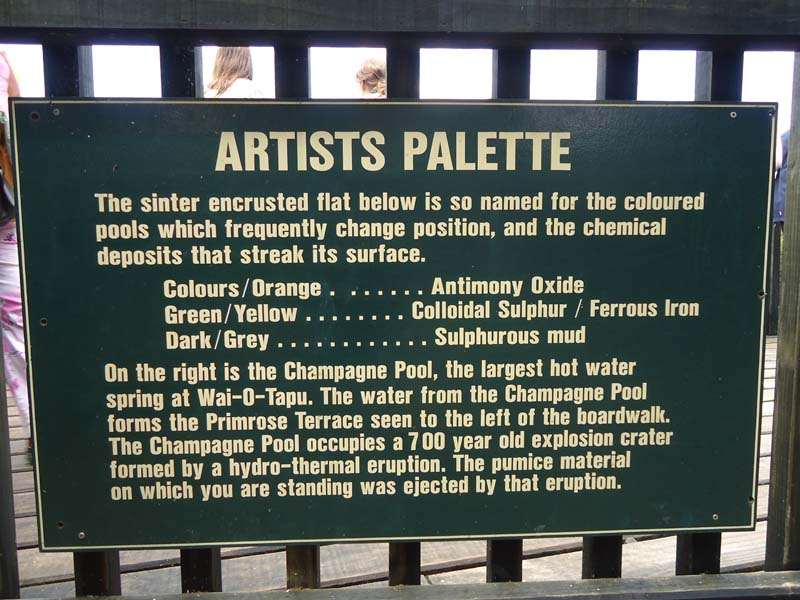 ARTISTS PALETTE
The sinter encrusted flat below is so named for the coloured
pools which frequently change position, and the chemical
deposits that streak its surface.
Colours/Orange . . . . . . . . Antimony Oxide
Green/Yellow . . . . . . . . Colloidal Sulphur / Ferrous Iron
Dark/Grey . . . . . . . . . . . . Sulphurous mud
On the right is the Champagne Pool, the largest hot water
spring at Wai-O-Tapu. The water from the Champagne Pool
forms the Primrose Terrace seen to the left of the boardwalk.
The Champagne Pool occupies a 700 year old explosion crater
formed by a hydro-thermal eruption. The pumice material
on which you are standing was ejected by that eruption.